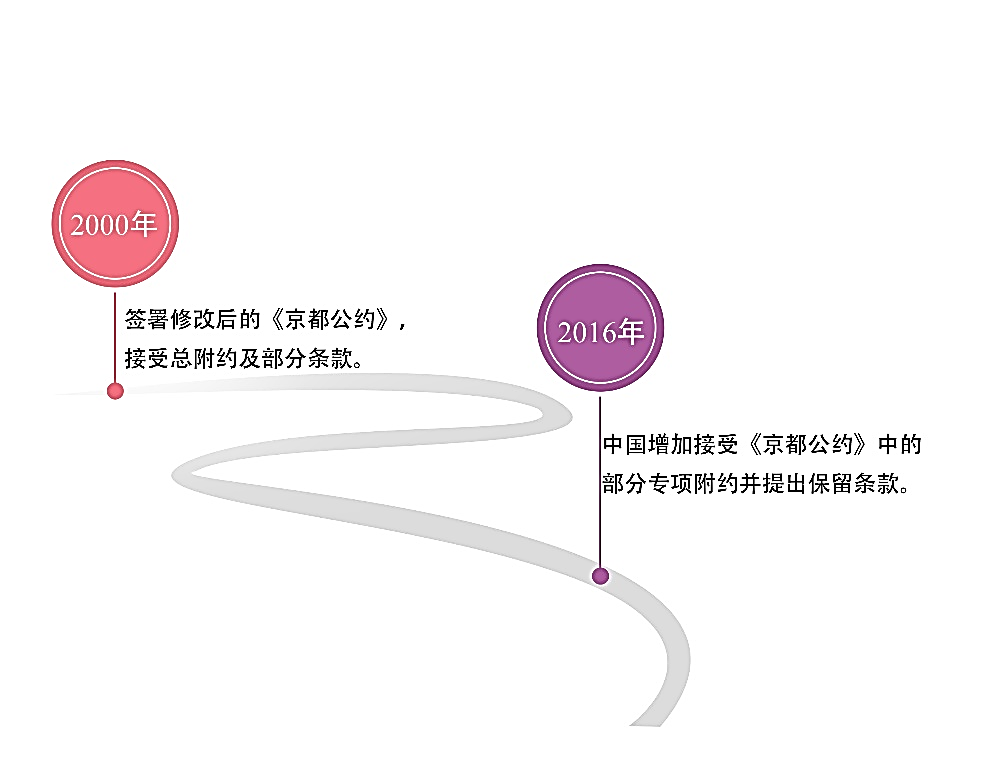 2000年
签署修改后的《京都公约》,
接受总附约及部分条款。
2016年
中国增加接受《京都公约》中的
部分专项附约并提出保留条款。